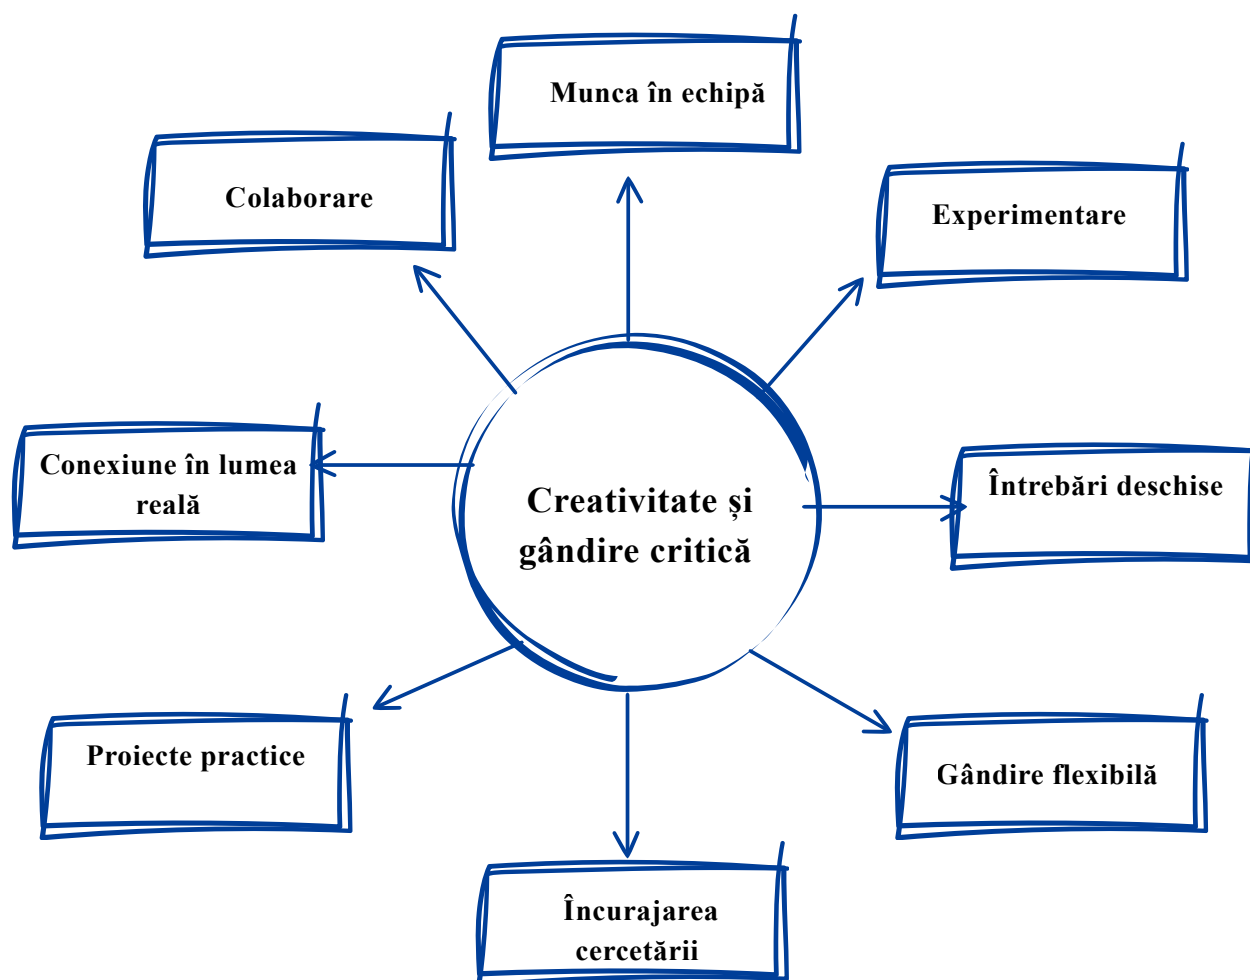 Munca în echipă
Colaborare
Experimentare
Conexiune în lumea
reală
Întrebări deschise
Creativitate și
gândire critică
Proiecte practice
Gândire flexibilă
Încurajarea
cercetării